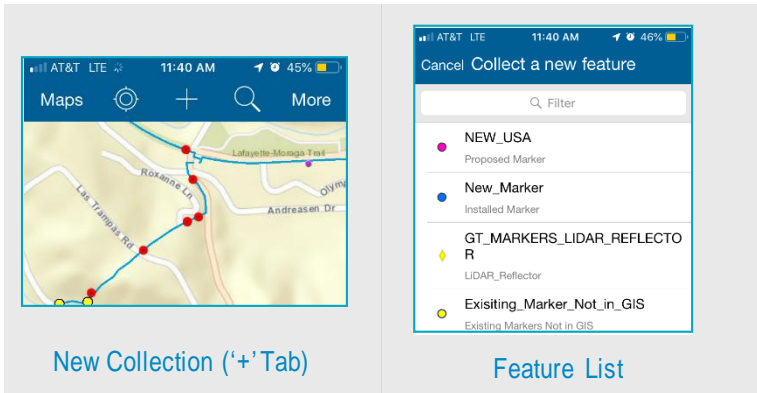 AT&T LTE 11:40 AM 45%
Maps More
Lafayette-Moraga Trail
Roxanne Ln
Olym
Andreasen Dr
Las Trampas Rd
New Collection (‘+’ Tab)
AT&T LTE 11:40 AM 46%
Cancel Collect a new feature
Filter
NEW_USA
Proposed Marker
New_Marker
Installed Marker
GT_MARKERS_LIDAR_REFLECTO
R
LiDAR_Reflector
Exisiting_Marker_Not_in_GIS
Existing Markers Not in GIS
Feature List